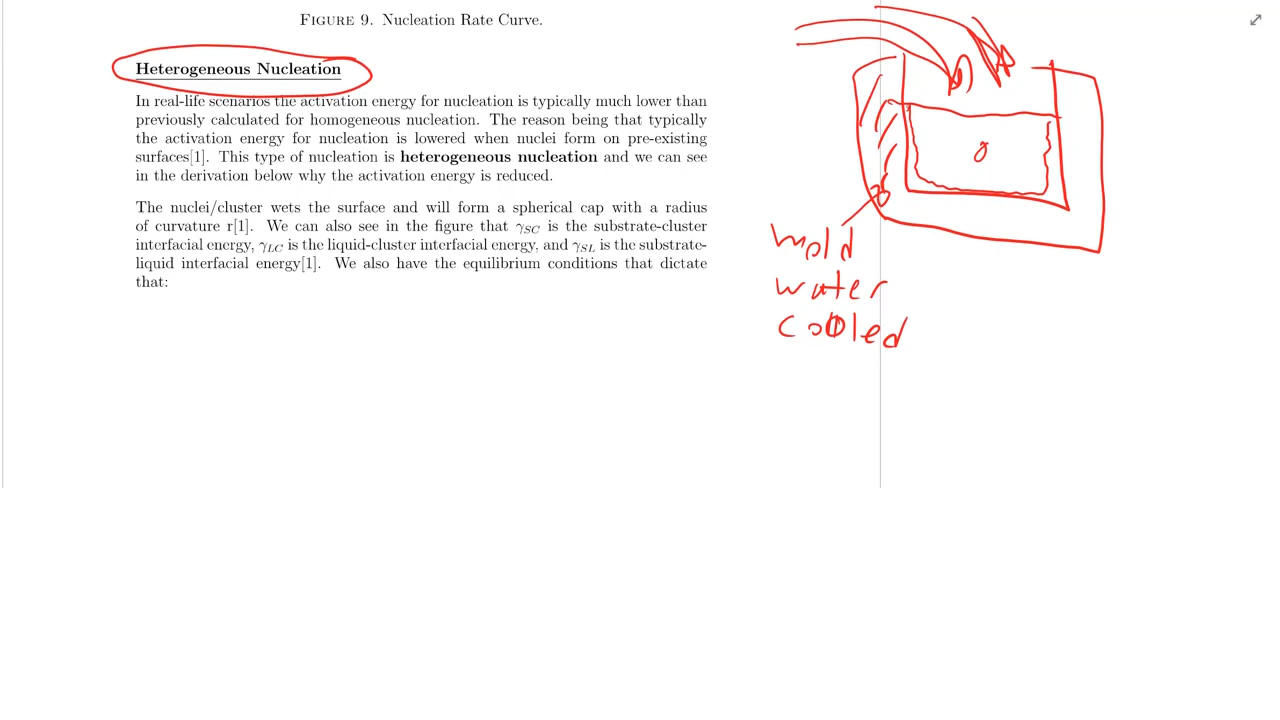 FIGURE 9. Nucleation Rate Curve.
Heterogeneous Nucleation
In real-life scenarios the activation energy for nucleation is typically much lower than
previously calculated for homogeneous nucleation. The reason being that typically
the activation energy for nucleation is lowered when nuclei form on pre-existing
surfaces[1]. This type of nucleation is heterogeneous nucleation and we can see
in the derivation below why the activation energy is reduced.
The nuclei/cluster wets the surface and will form a spherical cap with a radius
of curvature r[1]. We can also see in the figure that γ_SC is the substrate-cluster
interfacial energy, γ_LC is the liquid-cluster interfacial energy, and γ_SL is the substrate-
liquid interfacial energy[1]. We also have the equilibrium conditions that dictate
that:
mold
water
cooled